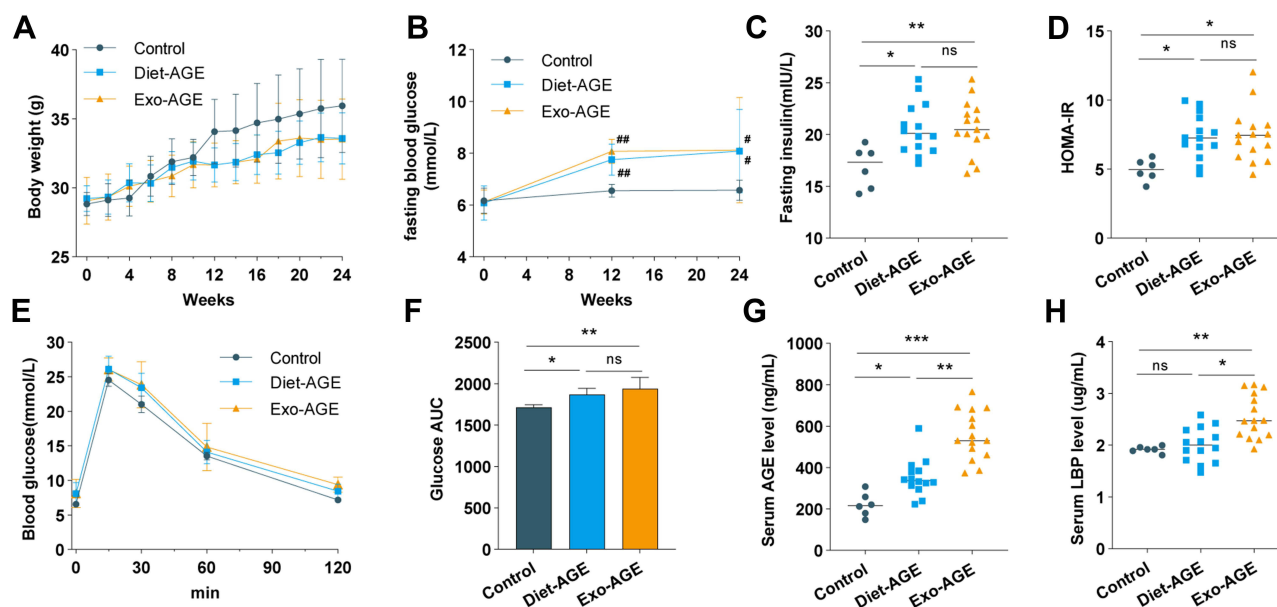 A
Body weight (g)
40
35
30
25
Control
Diet-AGE
Exo-AGE
0 4 8 12 16 20 24
Weeks
B
fasting blood glucose
(mmol/L)
12
10
8
6
4
Control
Diet-AGE
Exo-AGE
##
##
#
#
0 12 24
Weeks
C
Fasting insulin(mIU/L)
30
25
20
15
10
**
* ns
Control Diet-AGE Exo-AGE
D
HOMA-IR
15
10
5
0
*
* ns
Control Diet-AGE Exo-AGE
E
Blood glucose(mmol/L)
30
25
20
15
10
5
0
Control
Diet-AGE
Exo-AGE
0 30 60 90 120
min
F
Glucose AUC
2500
2000
1500
1000
500
0
**
* ns
Control Diet-AGE Exo-AGE
G
Serum AGE level (ng/mL)
1000
800
600
400
200
0
***
* **
Control Diet-AGE Exo-AGE
H
Serum LBP level (ug/mL)
4
3
2
1
0
**
ns *
Control Diet-AGE Exo-AGE